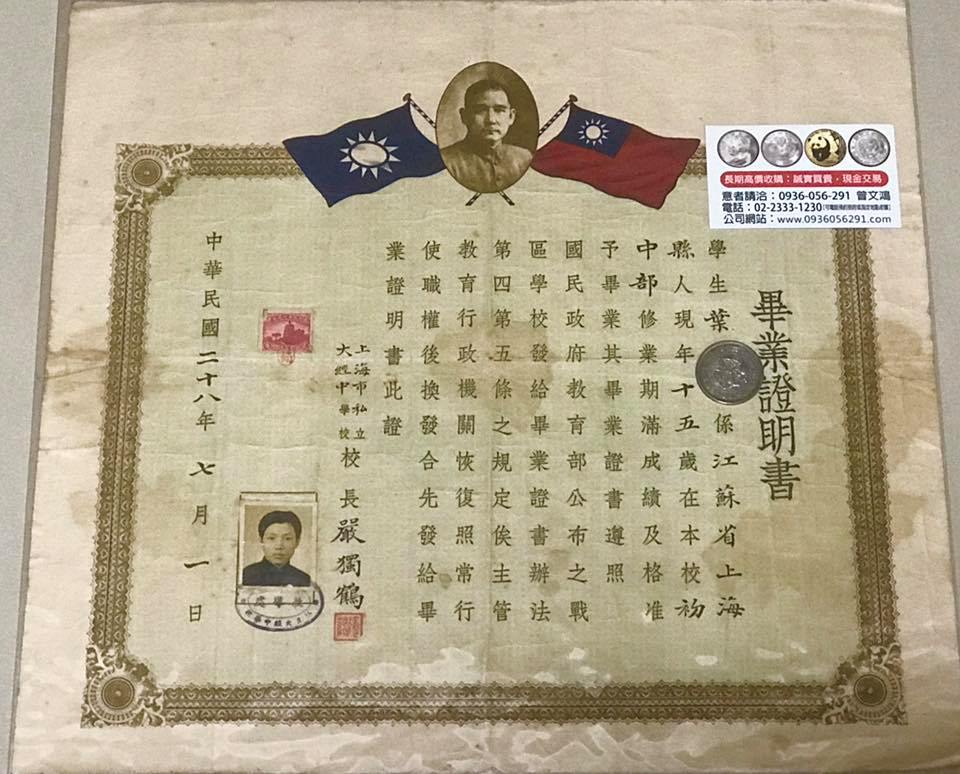 畢業證明書
學生葉係江蘇省上海
縣人現年十五歲在本校初
中部修業期滿成績及格准
予畢業其畢業證書遵照
國民政府教育部公布之戰
區學校發給畢業證書辦法
第四第五條之規定俟主管
教育行政機關恢復照常行
使職權後換發合先發給畢
業證明書此證
上海市私立
大經中學校
校長嚴獨鶴
中華民國二十八年七月一日
長期高價收購：誠實買賣，現金交易
意者請洽：0936-056-291 曾文鴻
電話：02-2333-1230
公司網站：www.0936056291.com